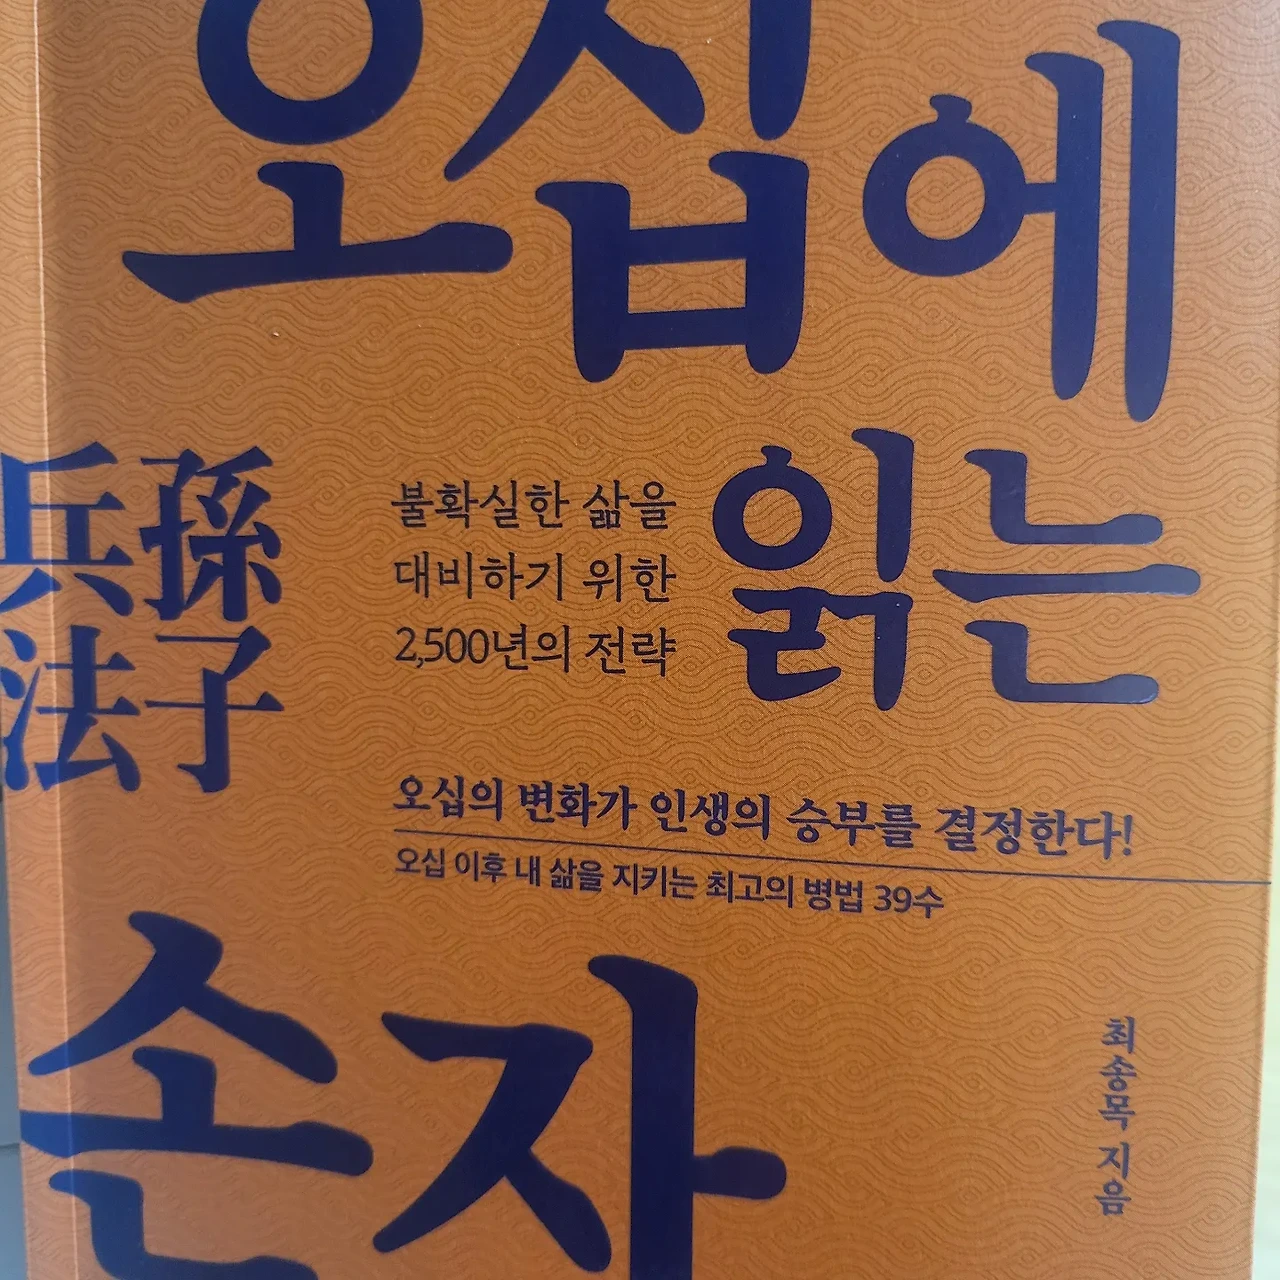 오십에
읽는
손자
孫子
兵法
불확실한 삶을
대비하기 위한
2,500년의 전략
오십의 변화가 인생의 승부를 결정한다!
오십 이후 내 삶을 지키는 최고의 병법 39수
최송목 지음